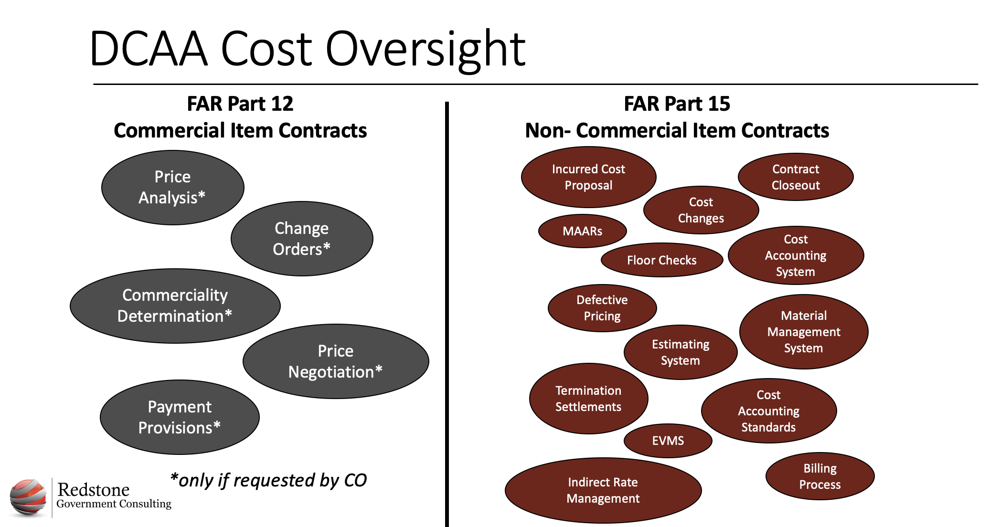 DCAA Cost Oversight
FAR Part 12
Commercial Item Contracts
Price
Analysis*
Change
Orders*
Commerciality
Determination*
Price
Negotiation*
Payment
Provisions*
*only if requested by CO
Redstone
Government Consulting
FAR Part 15
Non- Commercial Item Contracts
Incurred Cost
Proposal
Contract
Closeout
Cost
Changes
MAARs
Cost
Accounting
System
Floor Checks
Defective
Pricing
Material
Management
System
Estimating
System
Termination
Settlements
Cost
Accounting
Standards
EVMS
Billing
Process
Indirect Rate
Management